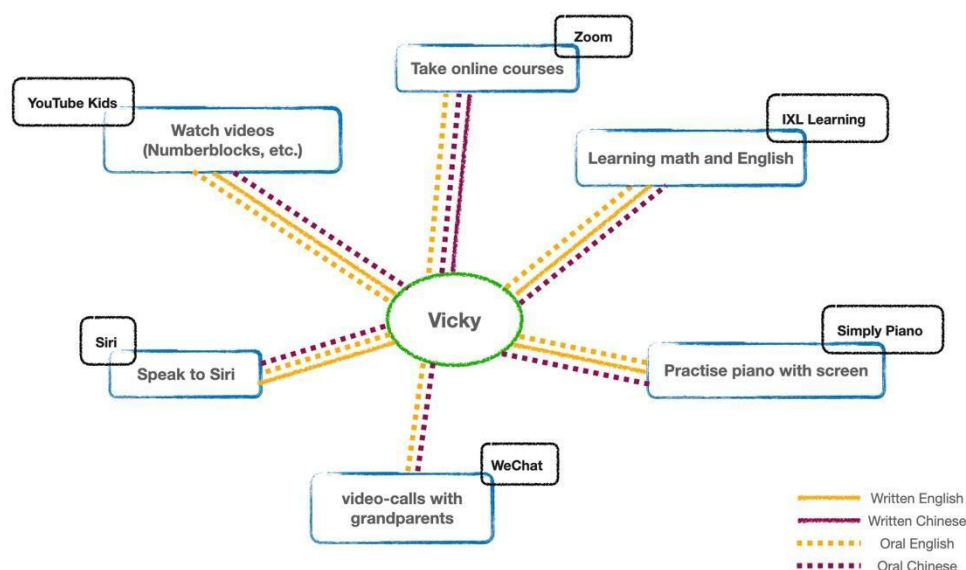 Zoom
Take online courses
YouTube Kids
Watch videos
(Numberblocks, etc.)
IXL Learning
Learning math and English
Vicky
Siri
Speak to Siri
Simply Piano
Practise piano with screen
WeChat
video-calls with
grandparents
Written English
Written Chinese
Oral English
Oral Chinese